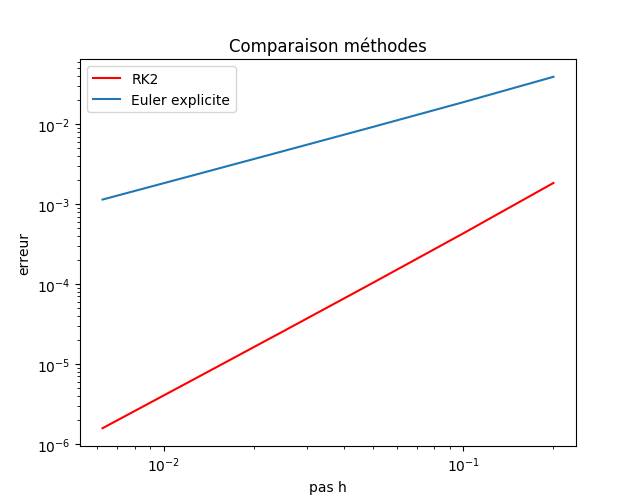 Comparaison méthodes
RK2
Euler explicite
10⁻²
10⁻³
10⁻⁴
10⁻⁵
10⁻⁶
erreur
10⁻²
10⁻¹
pas h